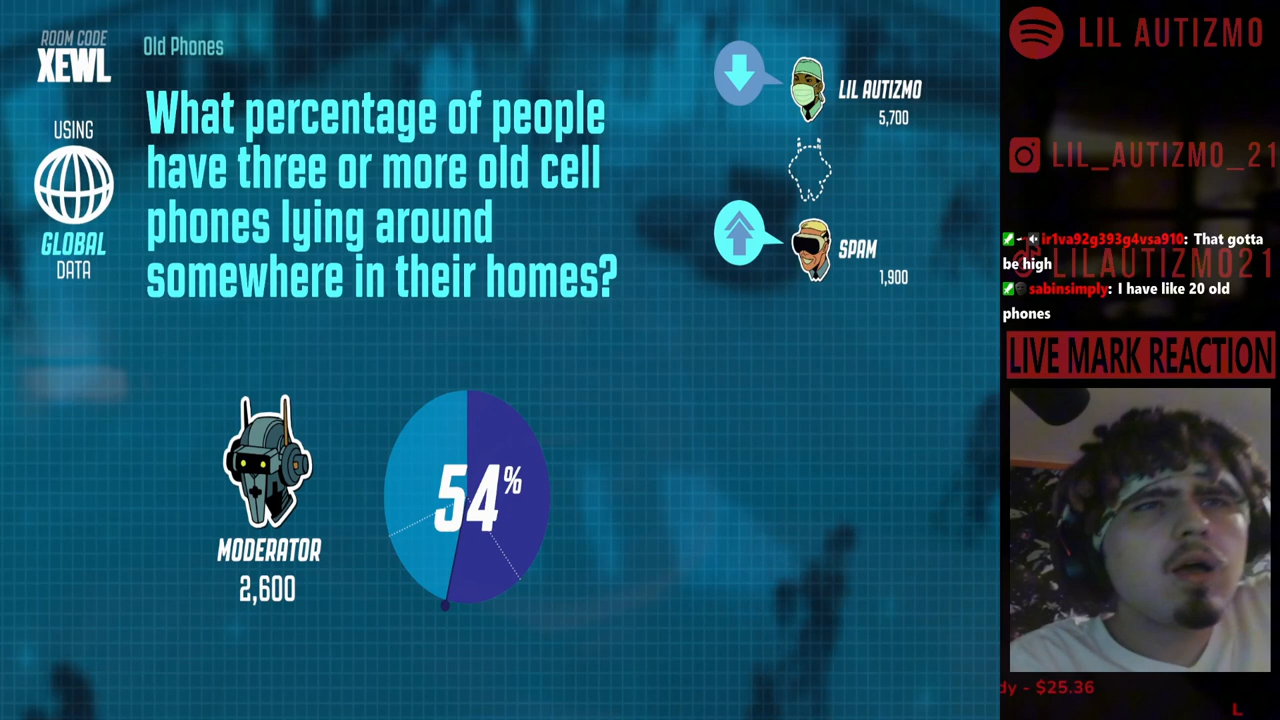 ROOM CODE
XEWL
USING
GLOBAL
DATA
Old Phones
What percentage of people
have three or more old cell
phones lying around
somewhere in their homes?
LIL AUTIZMO
5,700
SPAM
1,900
MODERATOR
2,600
54%
LIL AUTIZMO
LIL_AUTIZMO_21
ir1va92g393g4vsa910: That gotta
be high
LILAUTIZMO21
sabinsimply: I have like 20 old
phones
LIVE MARK REACTION
dy - $25.36
L